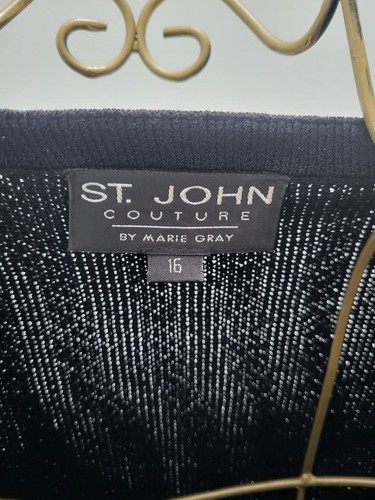 ST. JOHN
COUTURE
BY MARIE GRAY
16